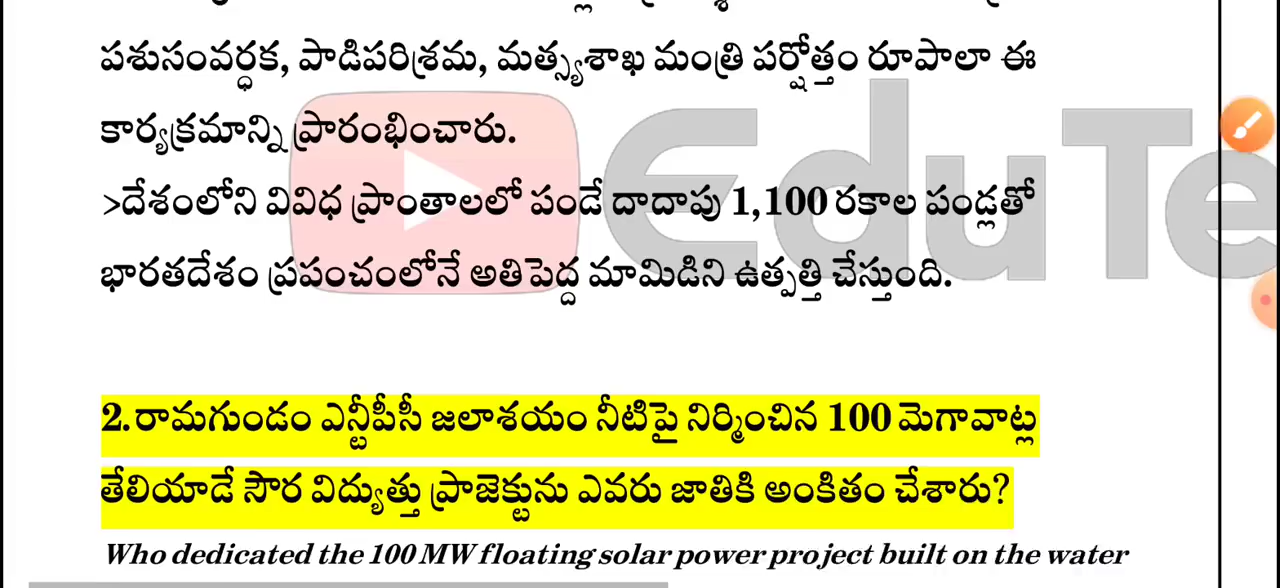 పశుసంవర్ధక, పాడిపరిశ్రమ, మత్స్యశాఖ మంత్రి పర్షోత్తం రూపాలా ఈ
కార్యక్రమాన్ని ప్రారంభించారు.
>దేశంలోని వివిధ ప్రాంతాలలో పండే దాదాపు 1,100 రకాల పండ్లతో
భారతదేశం ప్రపంచంలోనే అతిపెద్ద మామిడిని ఉత్పత్తి చేస్తుంది.
EduTe
2.రామగుండం ఎన్టీపీసీ జలాశయం నీటిపై నిర్మించిన 100 మెగావాట్ల
తేలియాడే సౌర విద్యుత్తు ప్రాజెక్టును ఎవరు జాతికి అంకితం చేశారు?
Who dedicated the 100 MW floating solar power project built on the water